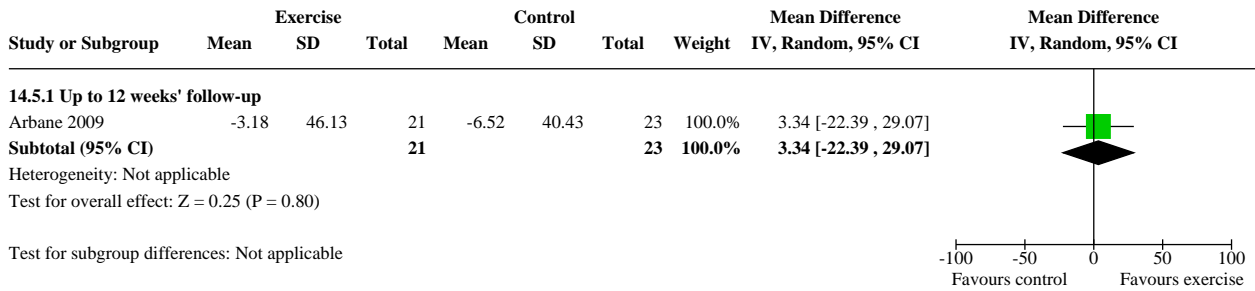 Exercise Control Mean Difference Mean Difference
Study or Subgroup Mean SD Total Mean SD Total Weight IV, Random, 95% CI IV, Random, 95% CI
14.5.1 Up to 12 weeks' follow-up
Arbane 2009 -3.18 46.13 21 -6.52 40.43 23 100.0% 3.34 [-22.39 , 29.07]
Subtotal (95% CI) 21 23 100.0% 3.34 [-22.39 , 29.07]
Heterogeneity: Not applicable
Test for overall effect: Z = 0.25 (P = 0.80)
Test for subgroup differences: Not applicable
-100 -50 0 50 100
Favours control Favours exercise